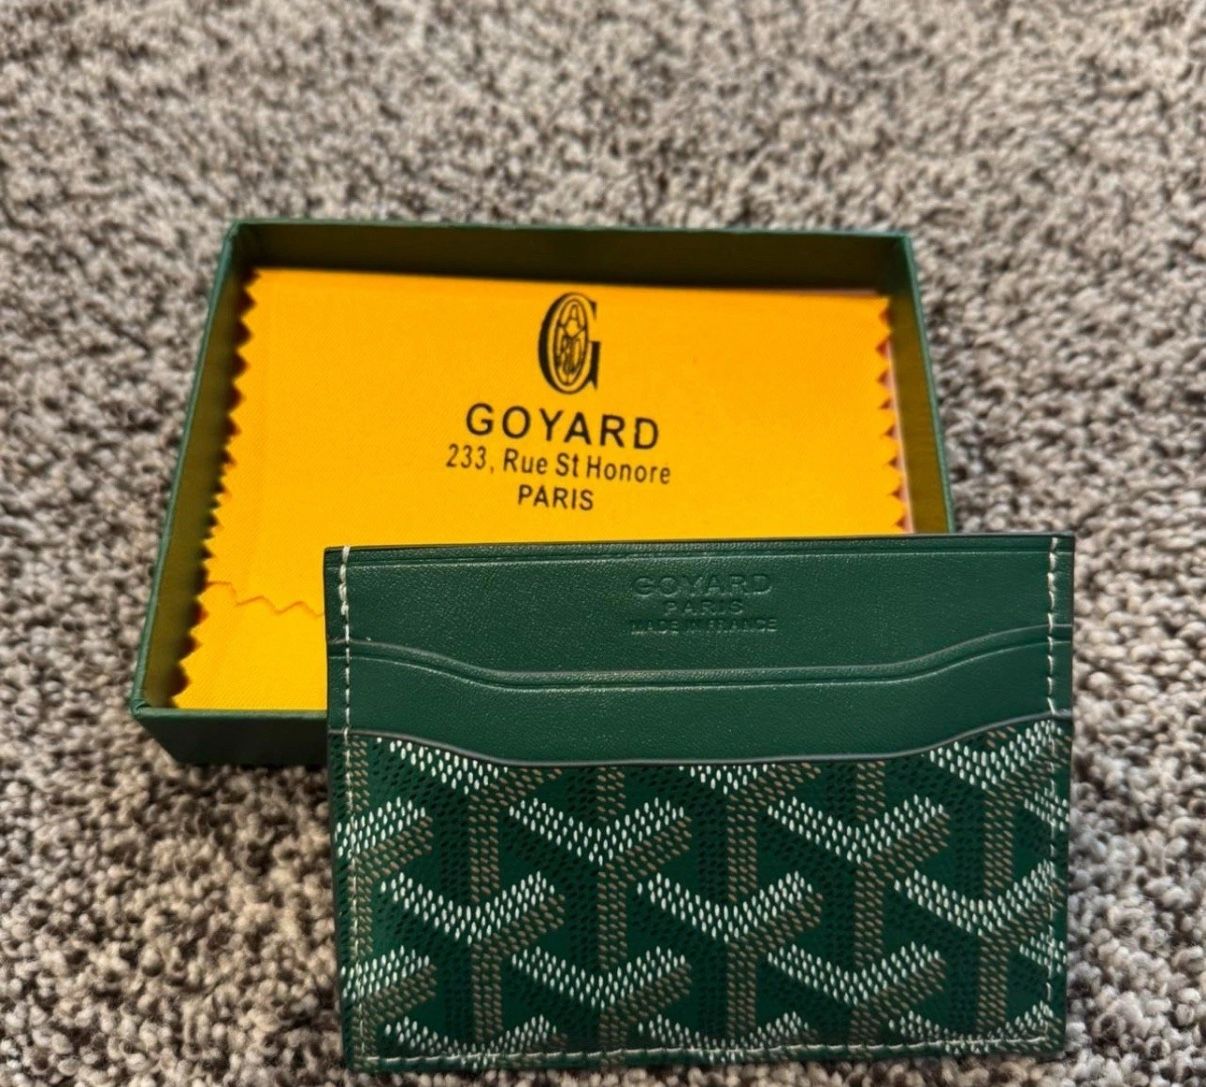 GOYARD
233, Rue St Honore
PARIS
GOYARD
PARIS
MADE IN FRANCE